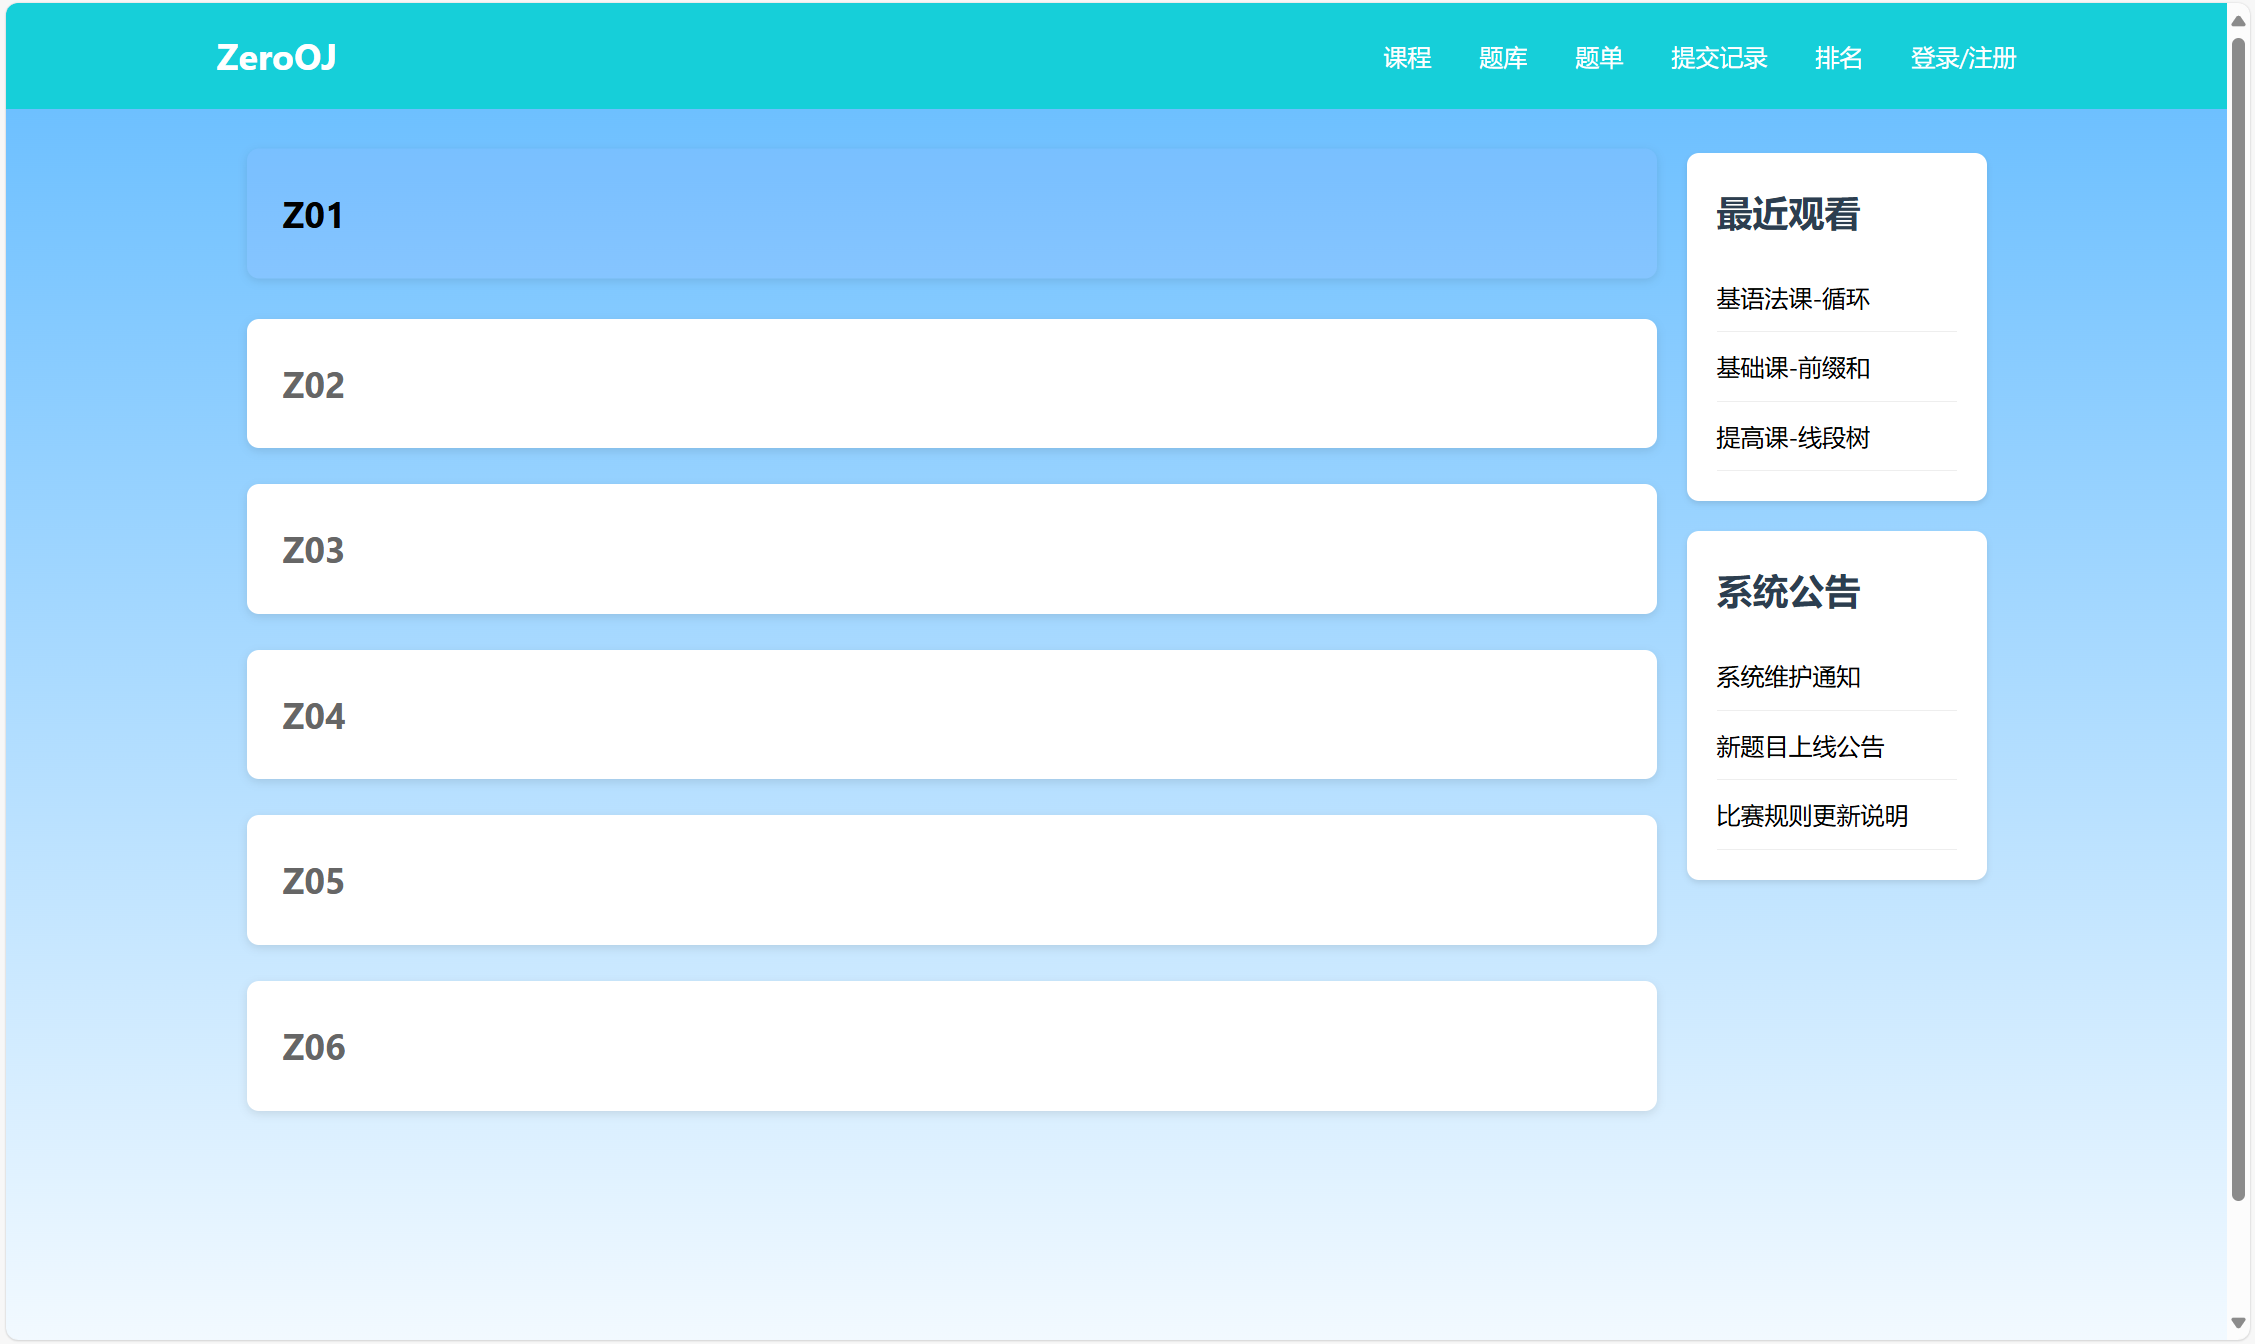 ZeroOJ
课程 题库 题单 提交记录 排名 登录/注册
Z01
Z02
Z03
Z04
Z05
Z06
最近观看
基语法课-循环
基础课-前缀和
提高课-线段树
系统公告
系统维护通知
新题目上线公告
比赛规则更新说明